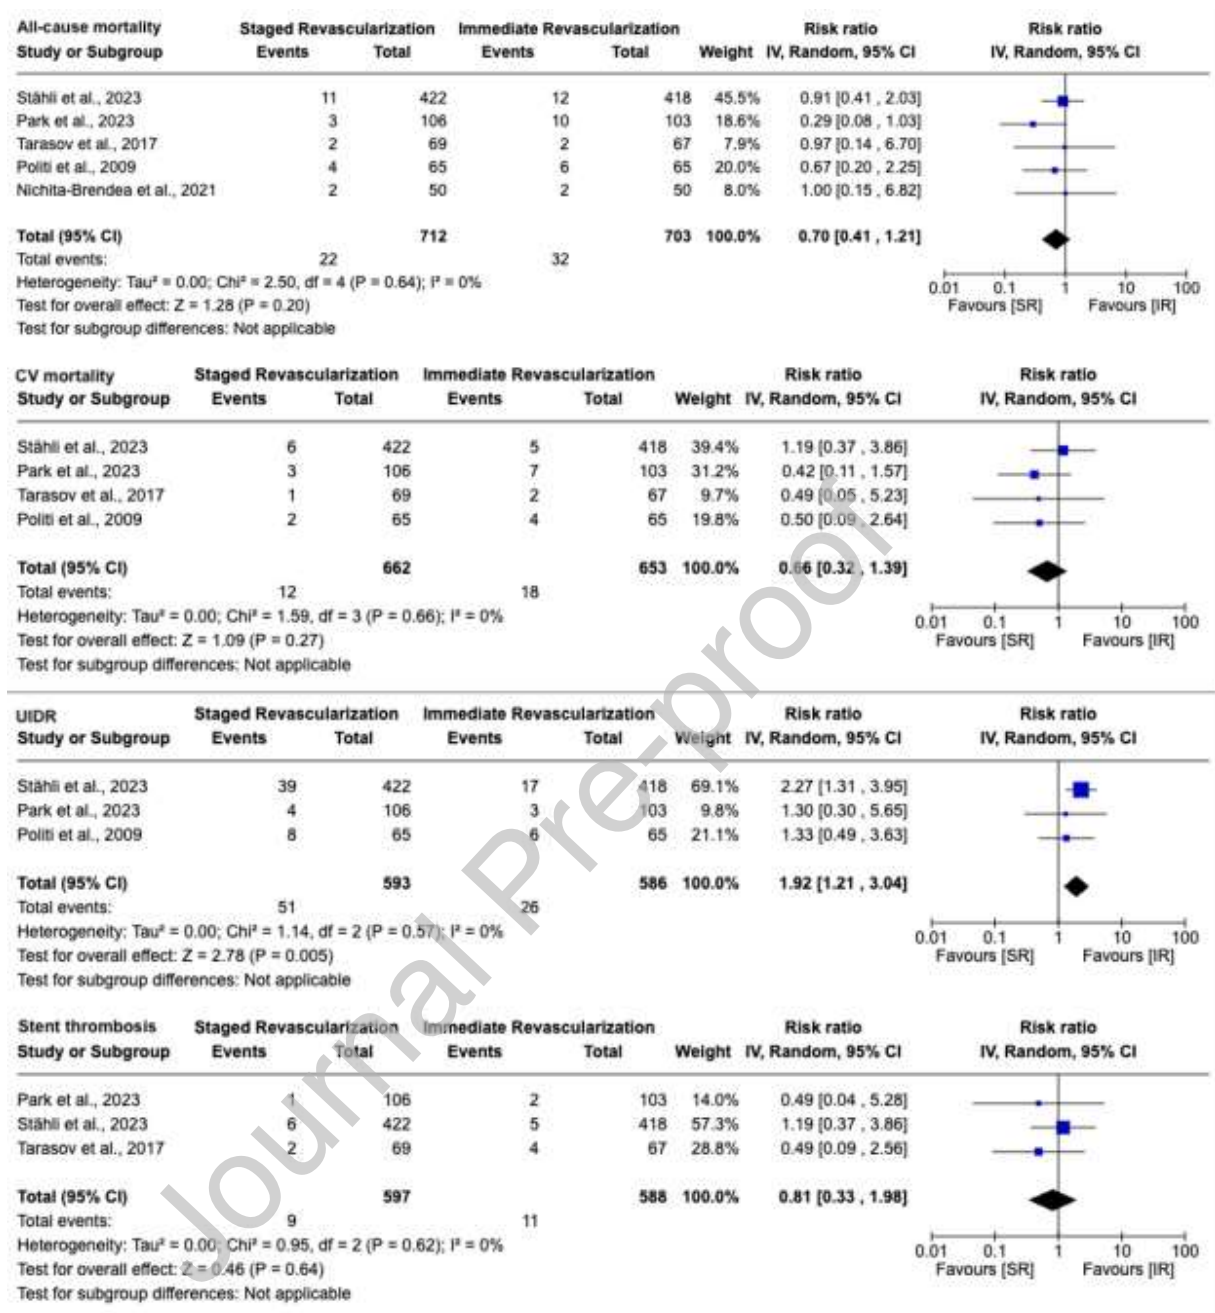 All-cause mortality Staged Revascularization Immediate Revascularization Risk ratio Risk ratio
Study or Subgroup Events Total Events Total Weight IV, Random, 95% CI IV, Random, 95% CI
Stähli et al., 2023 11 422 12 418 45.5% 0.91 [0.41 , 2.03]
Park et al., 2023 3 106 10 103 18.6% 0.29 [0.08 , 1.03]
Tarasov et al., 2017 2 69 2 67 7.9% 0.97 [0.14 , 6.70]
Politi et al., 2009 4 65 6 65 20.0% 0.67 [0.20 , 2.25]
Nichita-Brendea et al., 2021 2 50 2 50 8.0% 1.00 [0.15 , 6.82]
Total (95% CI) 712 703 100.0% 0.70 [0.41 , 1.21]
Total events: 22 32
Heterogeneity: Tau² = 0.00; Chi² = 2.50, df = 4 (P = 0.64); I² = 0%
0.01 0.1 1 10 100
Test for overall effect: Z = 1.28 (P = 0.20) Favours [SR] Favours [IR]
Test for subgroup differences: Not applicable
CV mortality Staged Revascularization Immediate Revascularization Risk ratio Risk ratio
Study or Subgroup Events Total Events Total Weight IV, Random, 95% CI IV, Random, 95% CI
Stähli et al., 2023 6 422 5 418 39.4% 1.19 [0.37 , 3.86]
Park et al., 2023 3 106 7 103 31.2% 0.42 [0.11 , 1.57]
Tarasov et al., 2017 1 69 2 67 9.7% 0.49 [0.05 , 5.23]
Politi et al., 2009 2 65 4 65 19.8% 0.50 [0.09 , 2.64]
Total (95% CI) 662 653 100.0% 0.66 [0.32 , 1.39]
Total events: 12 18
Heterogeneity: Tau² = 0.00; Chi² = 1.59, df = 3 (P = 0.66); I² = 0%
0.01 0.1 1 10 100
Test for overall effect: Z = 1.09 (P = 0.27) Favours [SR] Favours [IR]
Test for subgroup differences: Not applicable
UIDR Staged Revascularization Immediate Revascularization Risk ratio Risk ratio
Study or Subgroup Events Total Events Total Weight IV, Random, 95% CI IV, Random, 95% CI
Stähli et al., 2023 39 422 17 418 69.1% 2.27 [1.31 , 3.95]
Park et al., 2023 4 106 3 103 9.8% 1.30 [0.30 , 5.65]
Politi et al., 2009 8 65 6 65 21.1% 1.33 [0.49 , 3.63]
Total (95% CI) 593 586 100.0% 1.92 [1.21 , 3.04]
Total events: 51 26
Heterogeneity: Tau² = 0.00; Chi² = 1.14, df = 2 (P = 0.57); I² = 0%
0.01 0.1 1 10 100
Test for overall effect: Z = 2.78 (P = 0.005) Favours [SR] Favours [IR]
Test for subgroup differences: Not applicable
Stent thrombosis Staged Revascularization Immediate Revascularization Risk ratio Risk ratio
Study or Subgroup Events Total Events Total Weight IV, Random, 95% CI IV, Random, 95% CI
Park et al., 2023 1 106 2 103 14.0% 0.49 [0.04 , 5.28]
Stähli et al., 2023 6 422 5 418 57.3% 1.19 [0.37 , 3.86]
Tarasov et al., 2017 2 69 4 67 28.8% 0.49 [0.09 , 2.56]
Total (95% CI) 597 588 100.0% 0.81 [0.33 , 1.98]
Total events: 9 11
Heterogeneity: Tau² = 0.00; Chi² = 0.95, df = 2 (P = 0.62); I² = 0%
0.01 0.1 1 10 100
Test for overall effect: Z = 0.46 (P = 0.64) Favours [SR] Favours [IR]
Test for subgroup differences: Not applicable
Journal Pre-proof